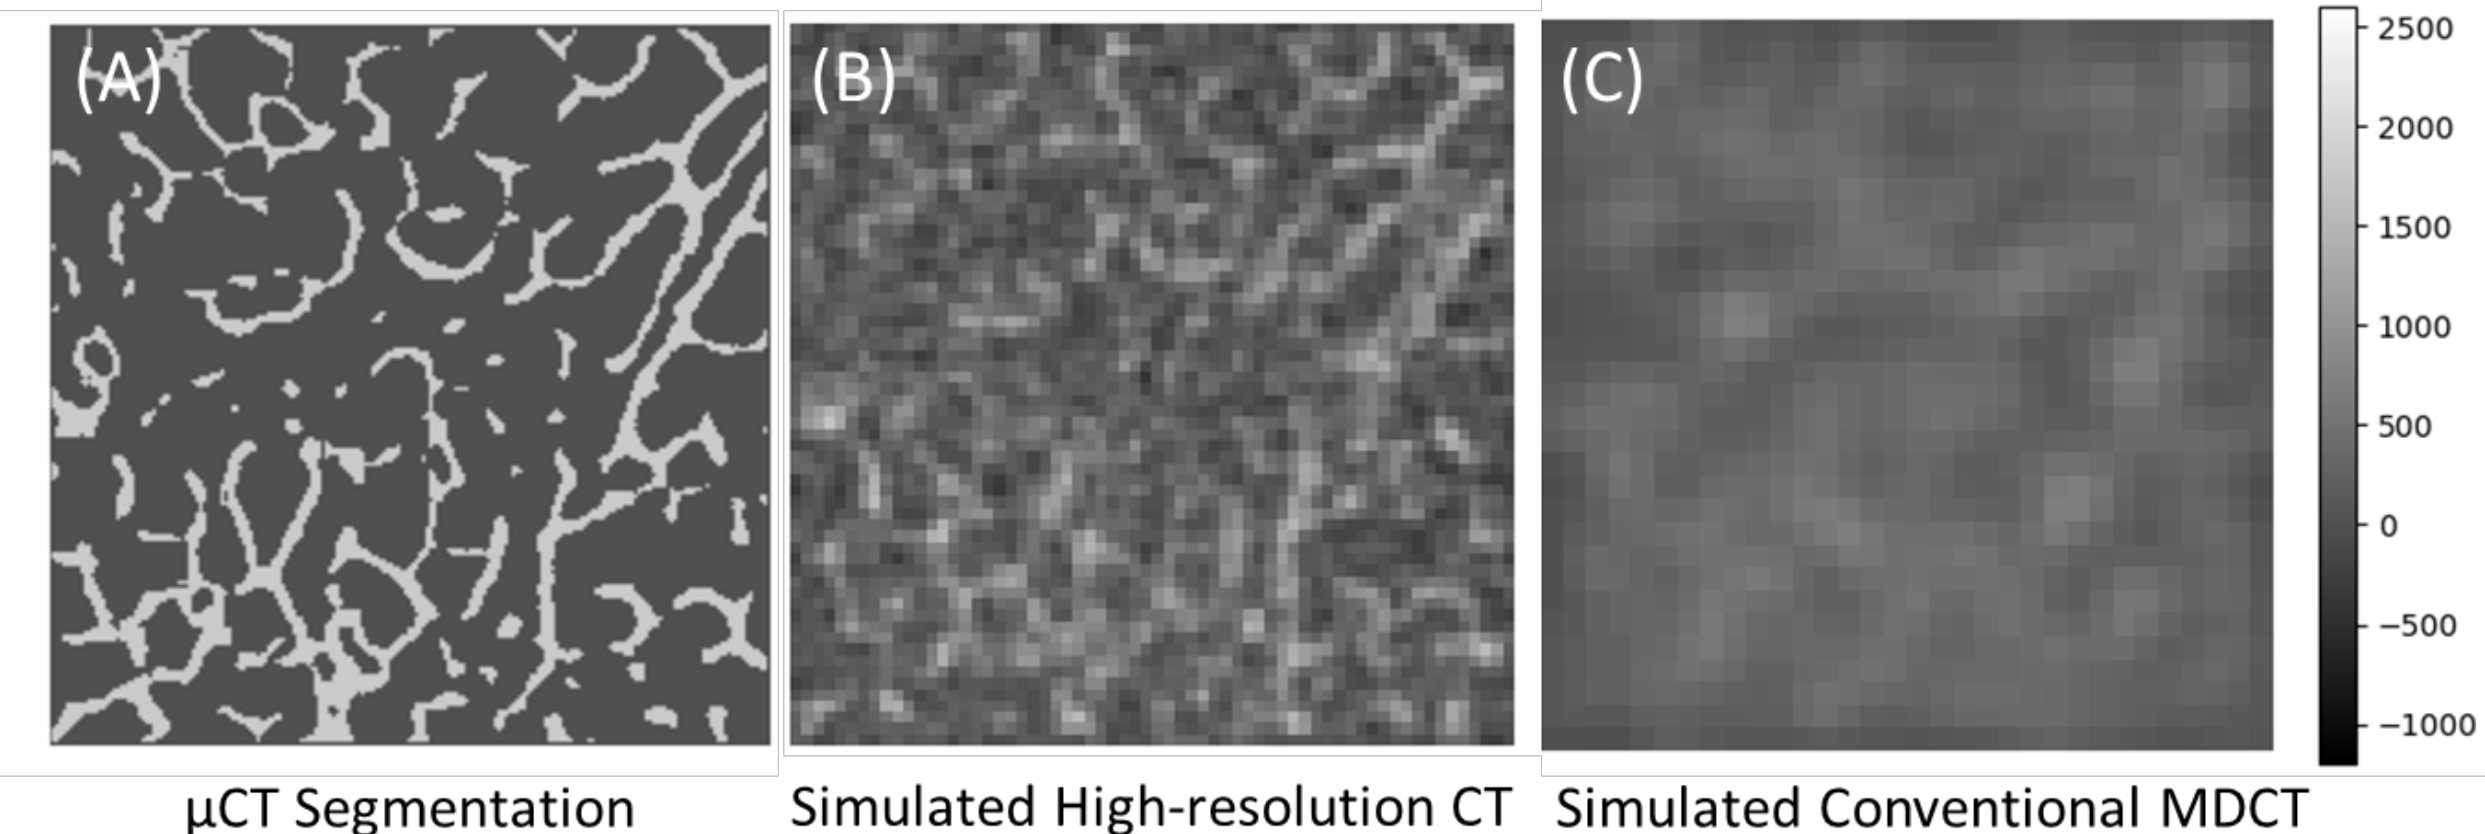 (A)
(B)
(C)
2500
2000
1500
1000
500
0
−500
−1000
µCT Segmentation
Simulated High-resolution CT
Simulated Conventional MDCT